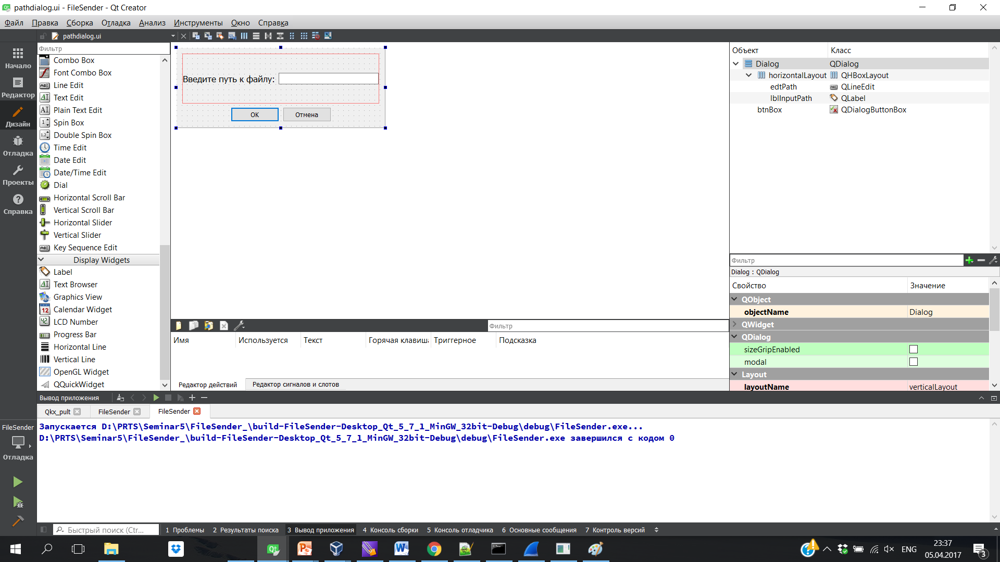 pathdialog.ui - FileSender - Qt Creator
Файл Правка Сборка Отладка Анализ Инструменты Окно Справка
pathdialog.ui
Начало
Редактор
Дизайн
Отладка
Проекты
Справка
Фильтр
Combo Box
Font Combo Box
Line Edit
Text Edit
Plain Text Edit
Spin Box
Double Spin Box
Time Edit
Date Edit
Date/Time Edit
Dial
Horizontal Scroll Bar
Vertical Scroll Bar
Horizontal Slider
Vertical Slider
Key Sequence Edit
Display Widgets
Label
Text Browser
Graphics View
Calendar Widget
LCD Number
Progress Bar
Horizontal Line
Vertical Line
OpenGL Widget
QQuickWidget
Введите путь к файлу:
OK Отмена
Объект Класс
Dialog QDialog
horizontalLayout QHBoxLayout
edtPath QLineEdit
lblInputPath QLabel
btnBox QDialogButtonBox
Фильтр
Dialog : QDialog
Свойство Значение
QObject
objectName Dialog
QWidget
QDialog
sizeGripEnabled
modal
Layout
layoutName verticalLayout
Фильтр
Имя Используется Текст Горячая клавиша Триггерное Подсказка
Редактор действий Редактор сигналов и слотов
Вывод приложения
Qkx_pult FileSender FileSender
Запускается D:\PRTS\Seminar5\FileSender_\build-FileSender-Desktop_Qt_5_7_1_MinGW_32bit-Debug\debug\FileSender.exe...
D:\PRTS\Seminar5\FileSender_\build-FileSender-Desktop_Qt_5_7_1_MinGW_32bit-Debug\debug\FileSender.exe завершился с кодом 0
FileSender
Отладка
Быстрый поиск (Ctr... 1 Проблемы 2 Результаты поиска 3 Вывод приложения 4 Консоль сборки 5 Консоль отладчика 6 Основные сообщения 7 Контроль версий
ENG
23:37
05.04.2017
3